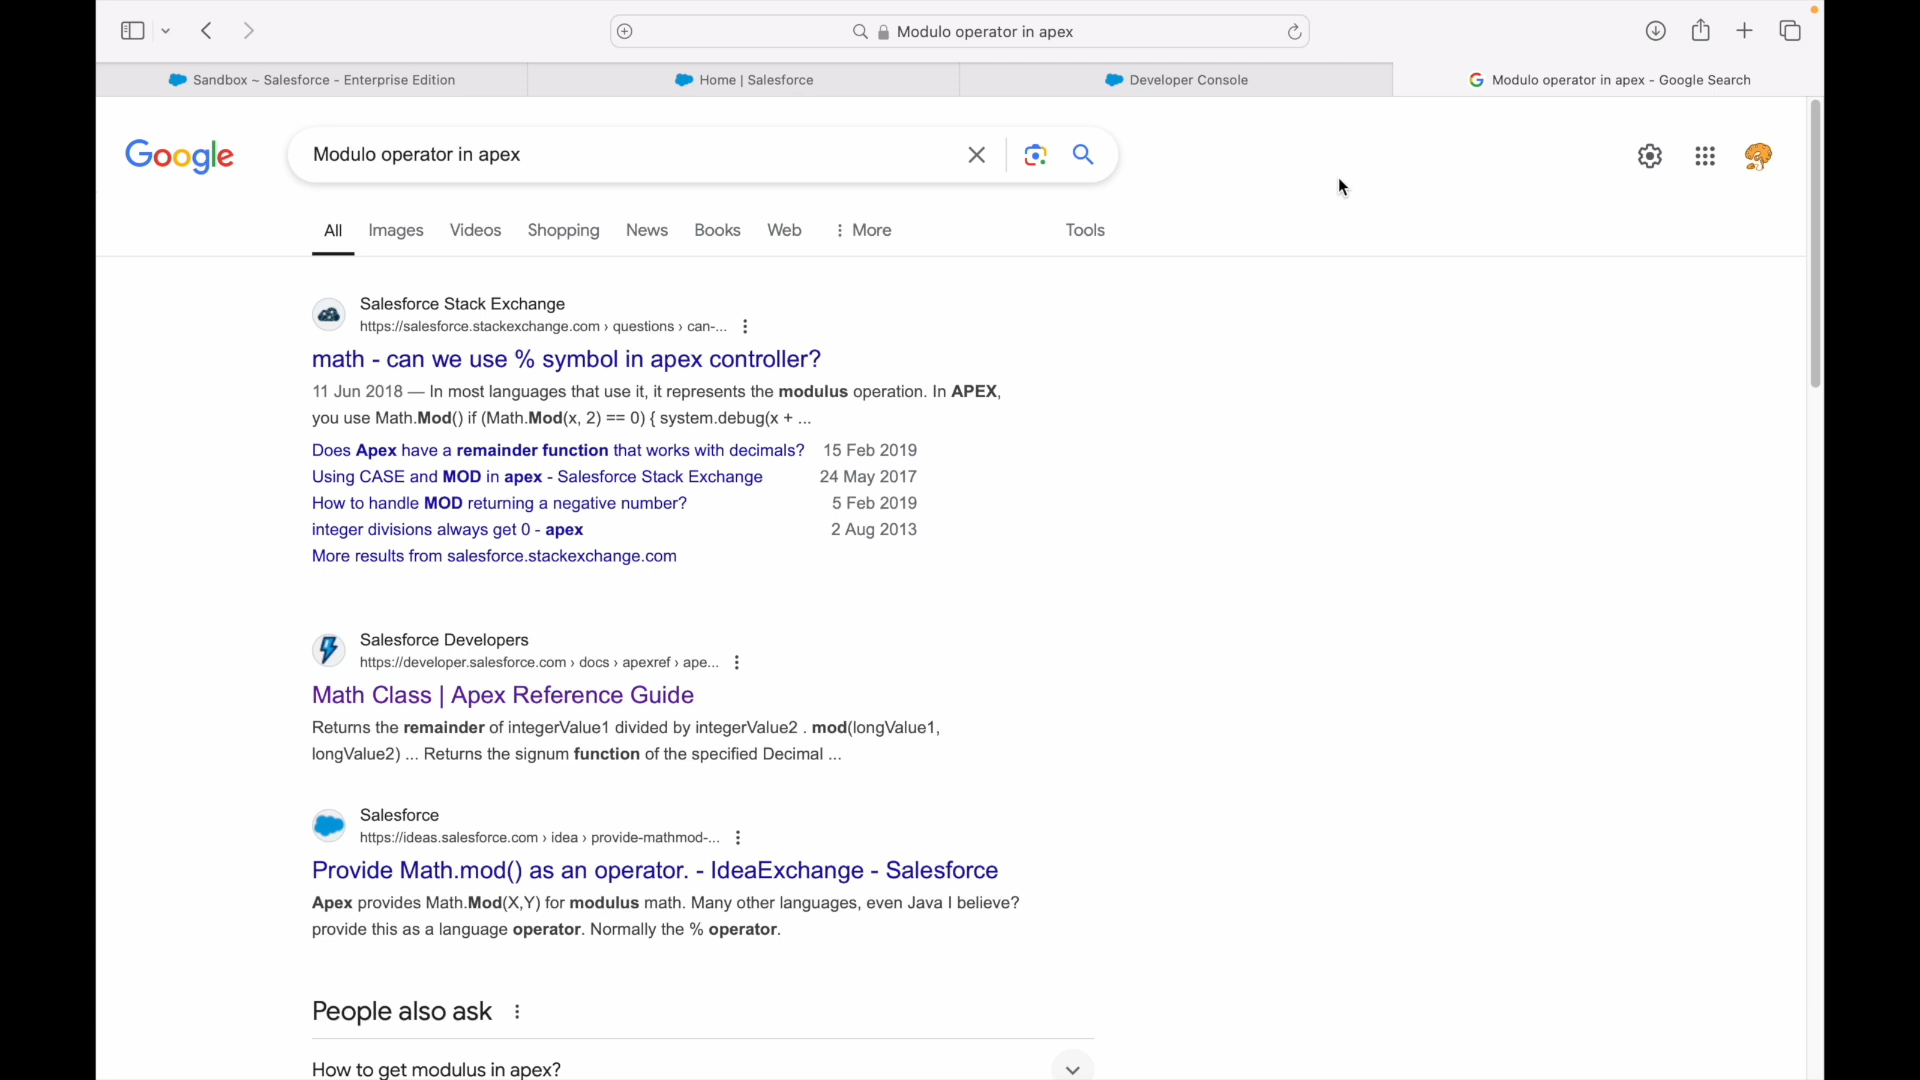 Modulo operator in apex
Sandbox ~ Salesforce - Enterprise Edition
Home | Salesforce
Developer Console
Modulo operator in apex - Google Search
Google
Modulo operator in apex
All
Images
Videos
Shopping
News
Books
Web
More
Tools
Salesforce Stack Exchange
https://salesforce.stackexchange.com › questions › can-...
math - can we use % symbol in apex controller?
11 Jun 2018 — In most languages that use it, it represents the modulus operation. In APEX,
you use Math.Mod() if (Math.Mod(x, 2) == 0) { system.debug(x + ...
Does Apex have a remainder function that works with decimals? 15 Feb 2019
Using CASE and MOD in apex - Salesforce Stack Exchange 24 May 2017
How to handle MOD returning a negative number? 5 Feb 2019
integer divisions always get 0 - apex 2 Aug 2013
More results from salesforce.stackexchange.com
Salesforce Developers
https://developer.salesforce.com › docs › apexref › ape...
Math Class | Apex Reference Guide
Returns the remainder of integerValue1 divided by integerValue2 . mod(longValue1,
longValue2) ... Returns the signum function of the specified Decimal ...
Salesforce
https://ideas.salesforce.com › idea › provide-mathmod-...
Provide Math.mod() as an operator. - IdeaExchange - Salesforce
Apex provides Math.Mod(X,Y) for modulus math. Many other languages, even Java I believe?
provide this as a language operator. Normally the % operator.
People also ask
How to get modulus in apex?